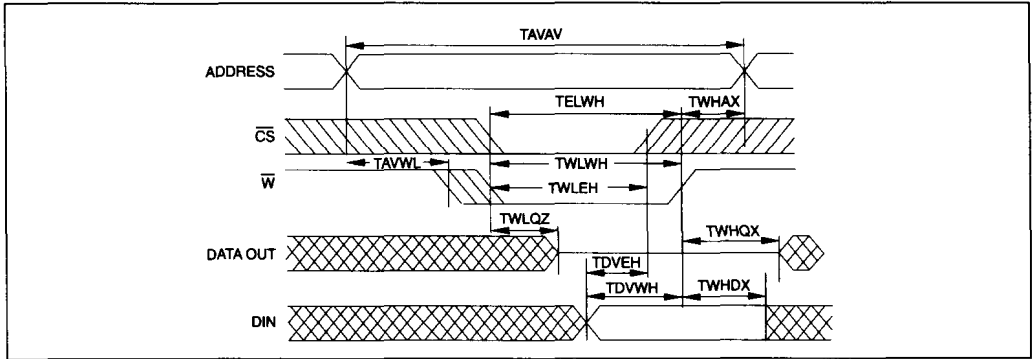 TAVAV
ADDRESS
TELWH
TWHAX
CS
TAVWL
TWLWH
W
TWLEH
TWLQZ
TWHQX
DATA OUT
TDVEH
TDVWH
TWHDX
DIN